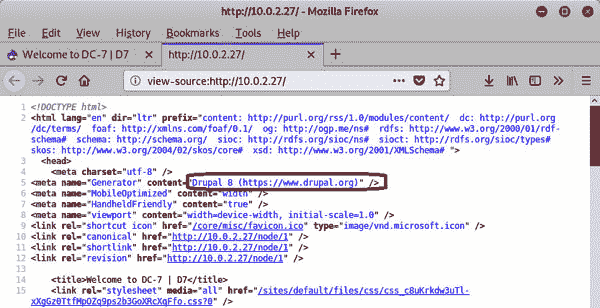 http://10.0.2.27/ - Mozilla Firefox
File Edit View History Bookmarks Tools Help
Welcome to DC-7 | D7 http://10.0.2.27/
view-source:http://10.0.2.27/
1 <!DOCTYPE html>
2 <html lang="en" dir="ltr" prefix="content: http://purl.org/rss/1.0/modules/content/ dc: http://purl.org
/dc/terms/ foaf: http://xmlns.com/foaf/0.1/ og: http://ogp.me/ns# rdfs: http://www.w3.org/2000/01/rdf-
schema# schema: http://schema.org/ sioc: http://rdfs.org/sioc/ns# sioct: http://rdfs.org/sioc/types#
skos: http://www.w3.org/2004/02/skos/core# xsd: http://www.w3.org/2001/XMLSchema# ">
3 <head>
4 <meta charset="utf-8" />
5 <meta name="Generator" content="Drupal 8 (https://www.drupal.org)" />
6 <meta name="MobileOptimized" content="width" />
7 <meta name="HandheldFriendly" content="true" />
8 <meta name="viewport" content="width=device-width, initial-scale=1.0" />
9 <link rel="shortcut icon" href="/core/misc/favicon.ico" type="image/vnd.microsoft.icon" />
10 <link rel="canonical" href="http://10.0.2.27/node/1" />
11 <link rel="shortlink" href="http://10.0.2.27/node/1" />
12 <link rel="revision" href="http://10.0.2.27/node/1" />
13
14 <title>Welcome to DC-7 | D7</title>
15 <link rel="stylesheet" media="all" href="/sites/default/files/css/css_c8uKrkdw3uTl-
xXgGz0TtfMpOZq9ps2b3GoXRcXqFfo.css?0" />